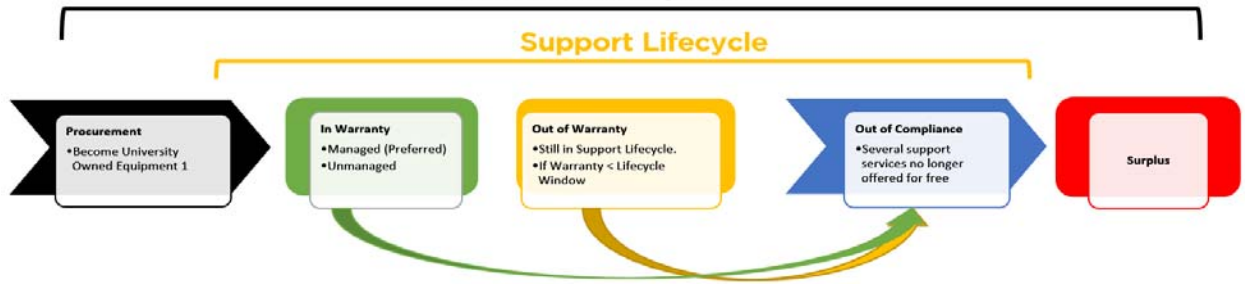 Support Lifecycle
Procurement
•Become University
Owned Equipment 1
In Warranty
•Managed (Preferred)
•Unmanaged
Out of Warranty
•Still in Support Lifecycle.
•If Warranty < Lifecycle
Window
Out of Compliance
•Several support
services no longer
offered for free
Surplus